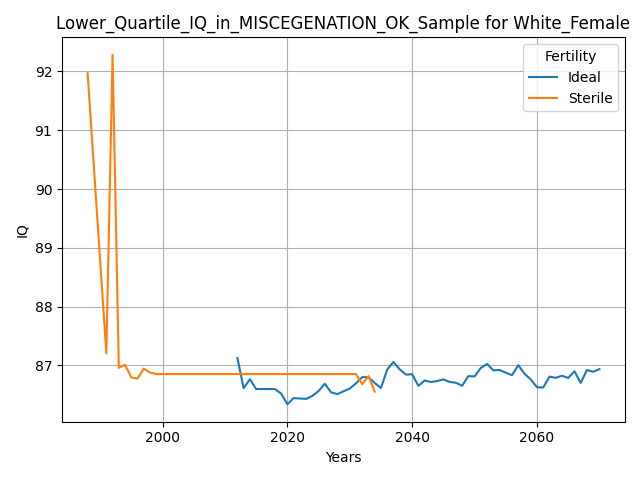 Lower_Quartile_IQ_in_MISCEGENATION_OK_Sample for White_Female
Fertility
Ideal
Sterile
92
91
90
89
88
87
IQ
2000
2020
2040
2060
Years